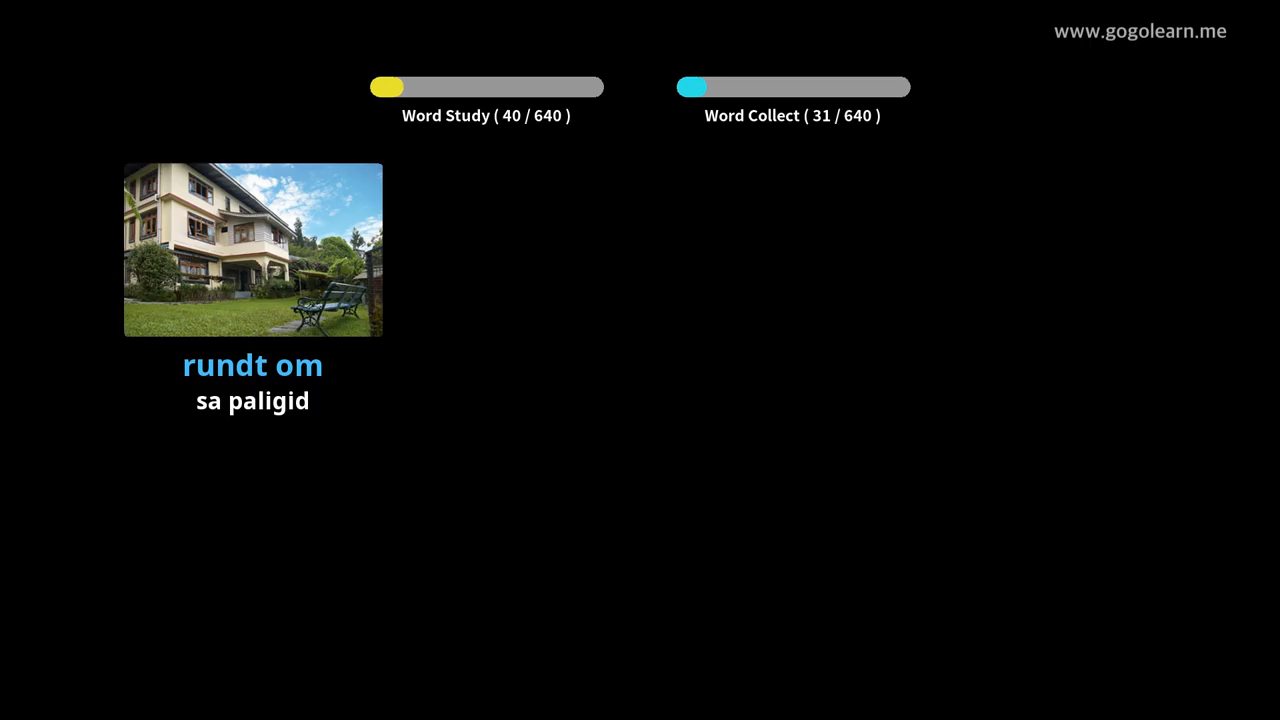 www.gogolearn.me
Word Study ( 40 / 640 )
Word Collect ( 31 / 640 )
rundt om
sa paligid